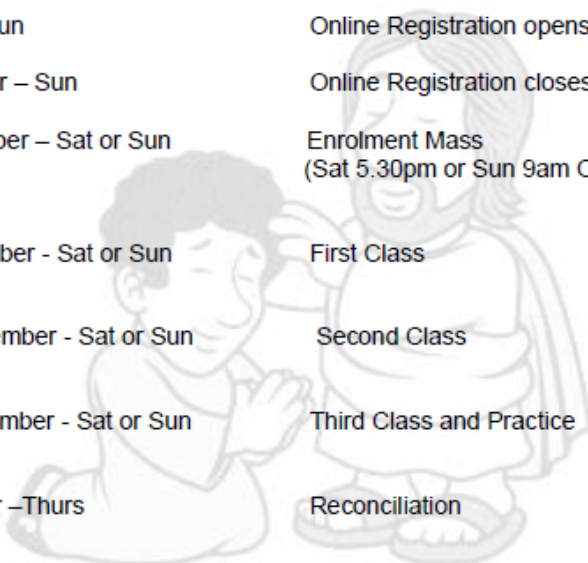 un Online Registration opens
r – Sun Online Registration closes
ber – Sat or Sun Enrolment Mass
(Sat 5.30pm or Sun 9am
ber - Sat or Sun First Class
ember - Sat or Sun Second Class
mber - Sat or Sun Third Class and Practice
r –Thurs Reconciliation